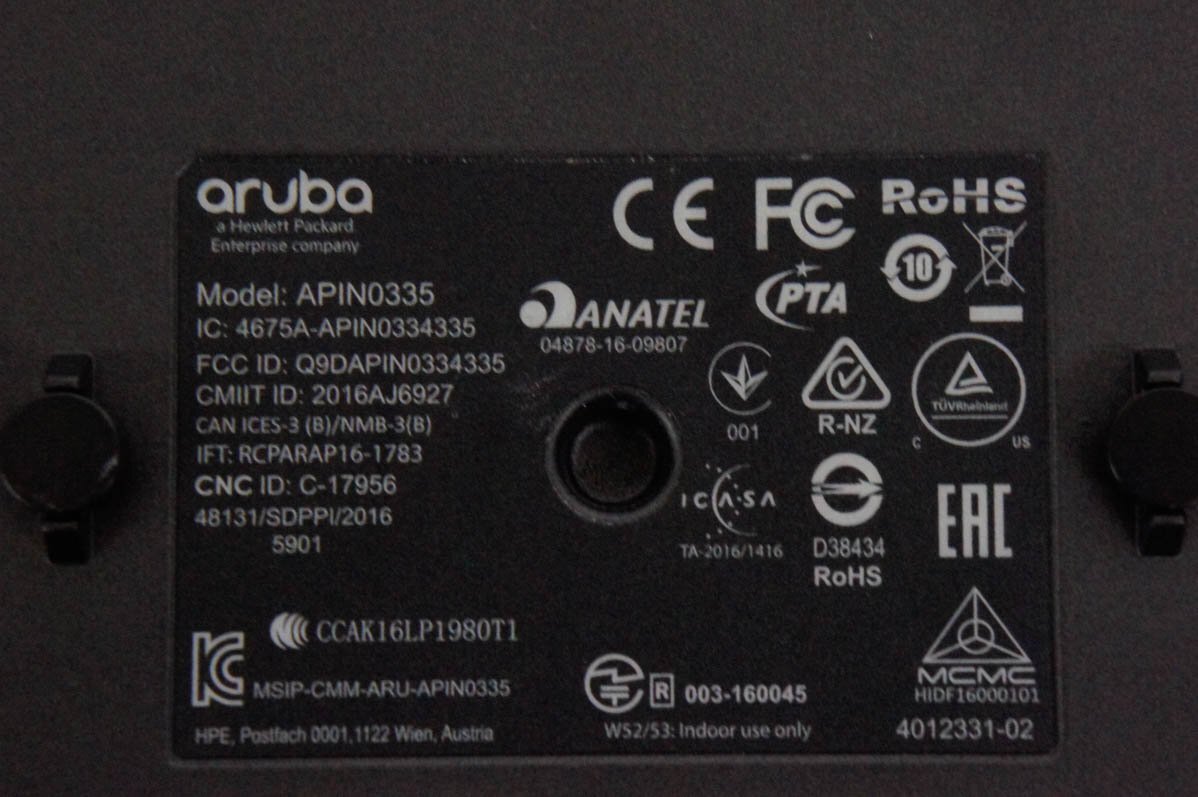 aruba
a Hewlett Packard
Enterprise company
Model: APIN0335
IC: 4675A-APIN0334335
FCC ID: Q9DAPIN0334335
CMIIT ID: 2016AJ6927
CAN ICES-3 (B)/NMB-3(B)
IFT: RCPARAP16-1783
CNC ID: C-17956
48131/SDPPI/2016
5901
CE FC RoHS
10
ANATEL
04878-16-09807
PTA
001
R-NZ
TÜVRheinland
C US
ICASA
TA-2016/1416
D38434
RoHS
EAC
CCAK16LP1980T1
KC
MSIP-CMM-ARU-APIN0335
R 003-160045
W52/53: Indoor use only
MCMC
HIDF16000101
HPE, Postfach 0001,1122 Wien, Austria
4012331-02